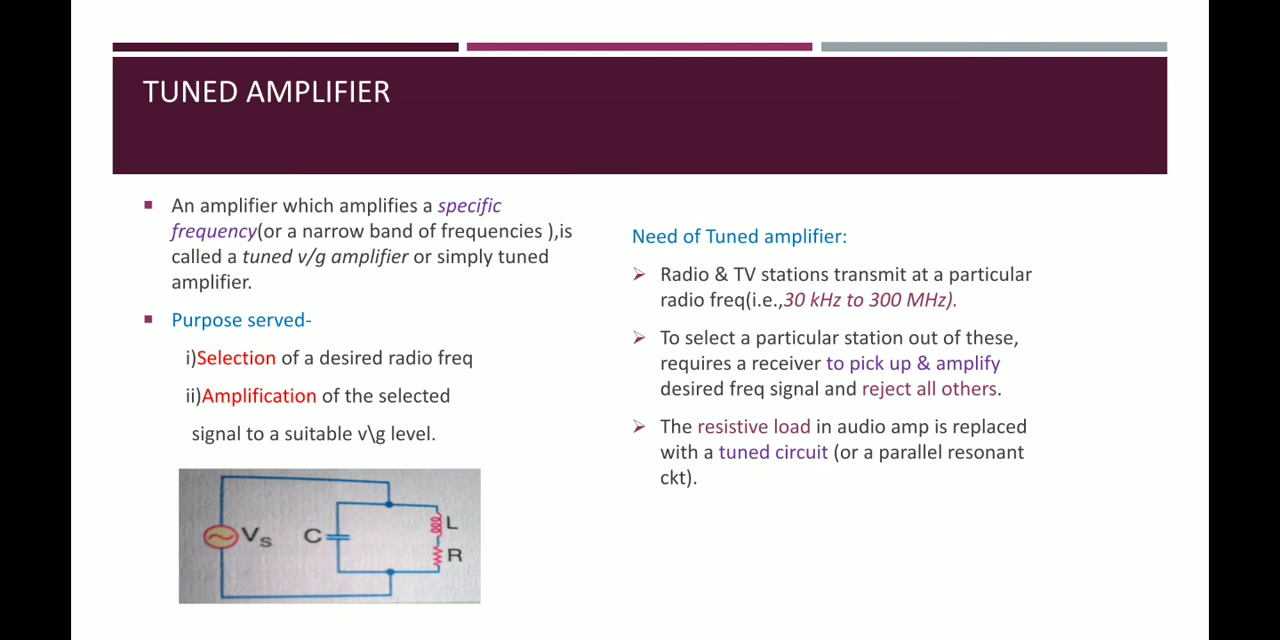 TUNED AMPLIFIER
An amplifier which amplifies a specific
frequency(or a narrow band of frequencies ),is
called a tuned v/g amplifier or simply tuned
amplifier.
Purpose served-
i)Selection of a desired radio freq
ii)Amplification of the selected
signal to a suitable v\g level.
Vs
C
L
R
Need of Tuned amplifier:
Radio & TV stations transmit at a particular
radio freq(i.e.,30 kHz to 300 MHz).
To select a particular station out of these,
requires a receiver to pick up & amplify
desired freq signal and reject all others.
The resistive load in audio amp is replaced
with a tuned circuit (or a parallel resonant
ckt).